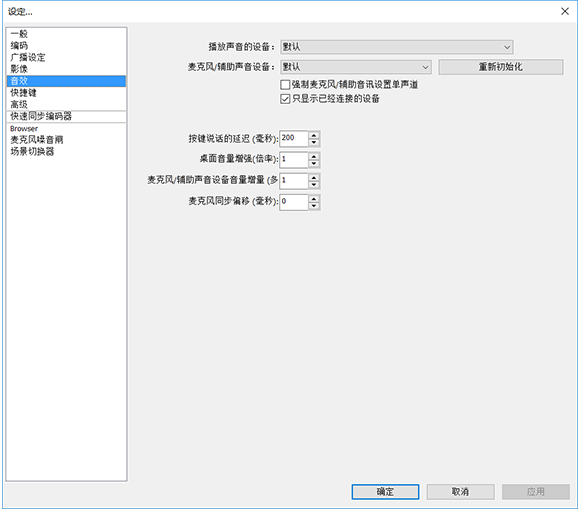 设定...
一般
编码
广播设定
影像
音效
快捷键
高级
快速同步编码器
Browser
麦克风噪音阀
场景切换器
播放声音的设备：
默认
麦克风/辅助声音设备：
默认
重新初始化
强制麦克风/辅助音讯设置单声道
只显示已经连接的设备
按键说话的延迟 (毫秒):
200
桌面音量增强(倍率):
1
麦克风/辅助声音设备音量增量 (多
1
麦克风同步偏移 (毫秒):
0
确定
取消
应用